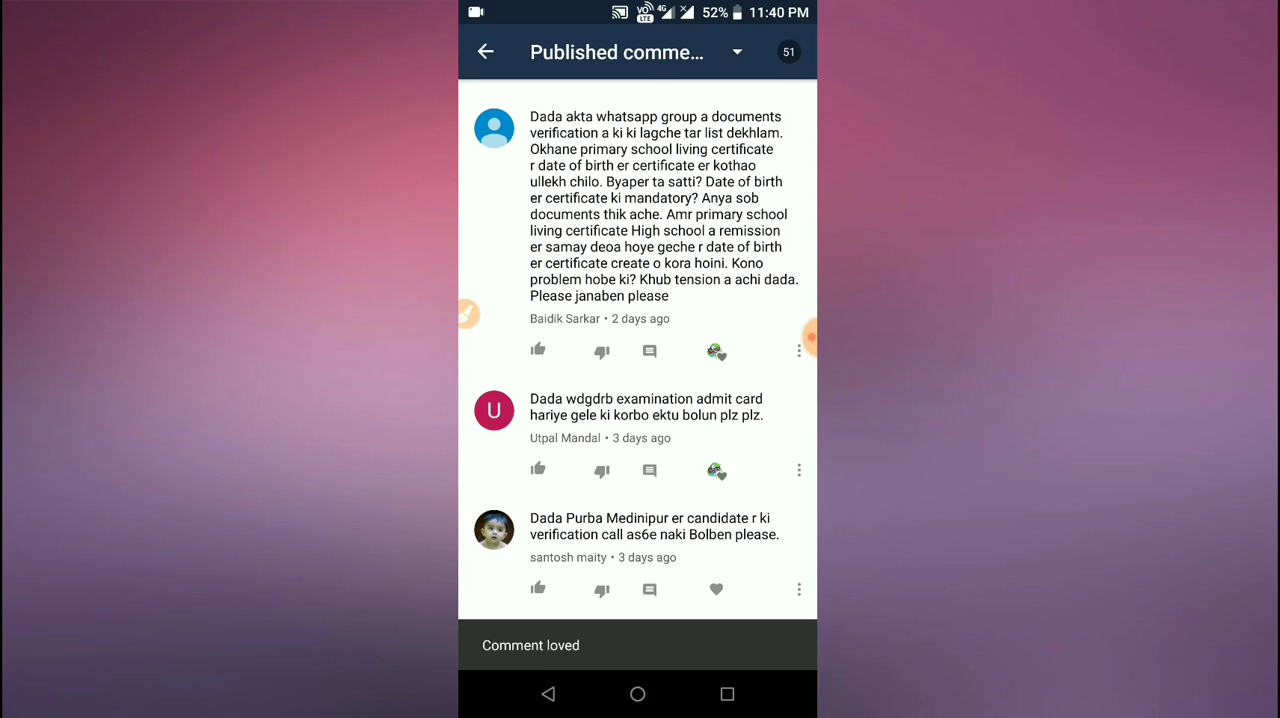 VO 4G 52% 11:40 PM
LTE
Published comme... 51
Dada akta whatsapp group a documents
verification a ki ki lagche tar list dekhlam.
Okhane primary school living certificate
r date of birth er certificate er kothao
ullekh chilo. Byaper ta satti? Date of birth
er certificate ki mandatory? Anya sob
documents thik ache. Amr primary school
living certificate High school a remission
er samay deoa hoye geche r date of birth
er certificate create o kora hoini. Kono
problem hobe ki? Khub tension a achi dada.
Please janaben please
Baidik Sarkar • 2 days ago
U
Dada wdgdrb examination admit card
hariye gele ki korbo ektu bolun plz plz.
Utpal Mandal • 3 days ago
Dada Purba Medinipur er candidate r ki
verification call as6e naki Bolben please.
santosh maity • 3 days ago
Comment loved